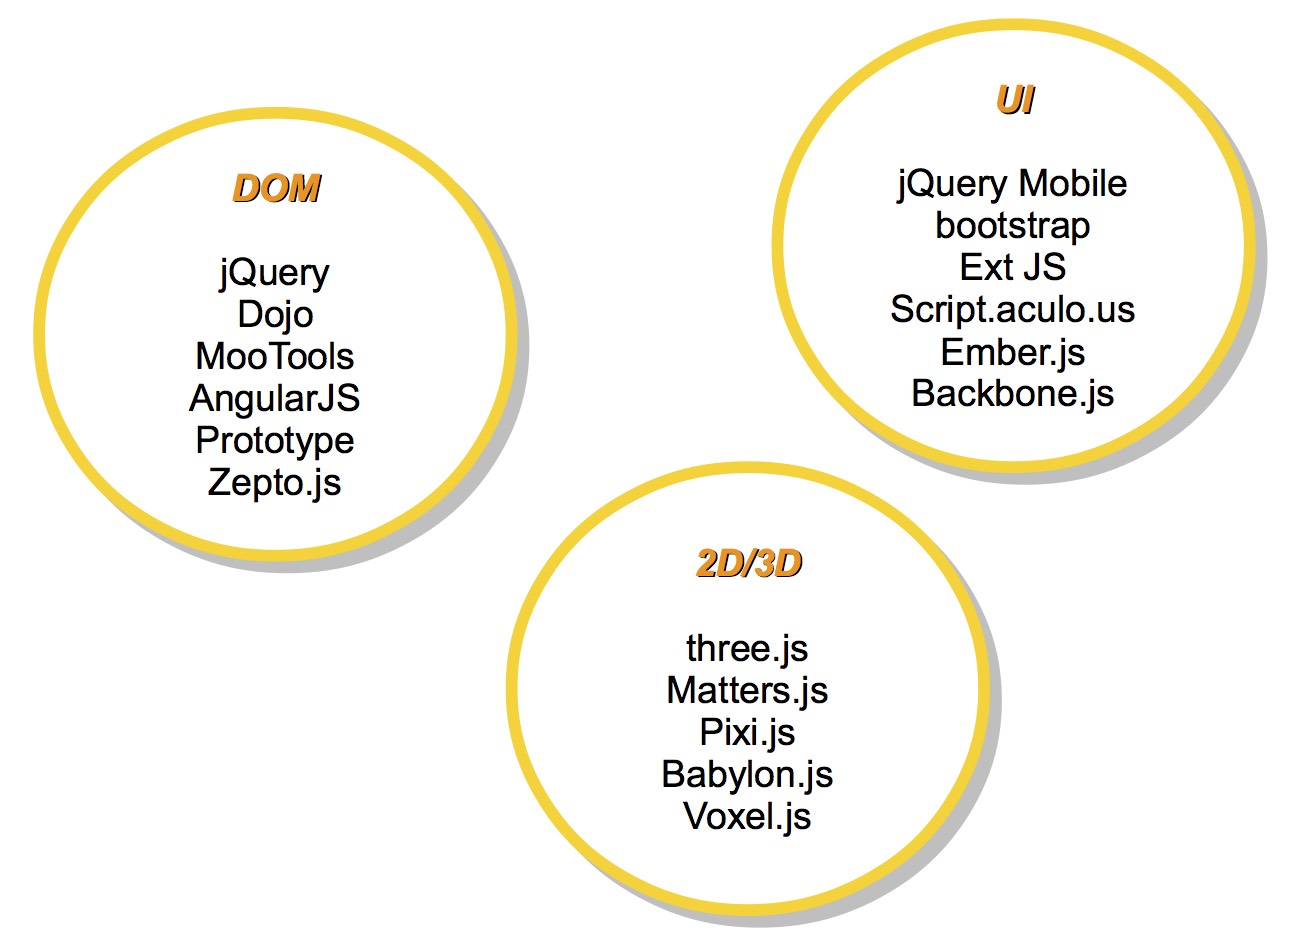 DOM
jQuery
Dojo
MooTools
AngularJS
Prototype
Zepto.js
UI
jQuery Mobile
bootstrap
Ext JS
Script.aculo.us
Ember.js
Backbone.js
2D/3D
three.js
Matters.js
Pixi.js
Babylon.js
Voxel.js